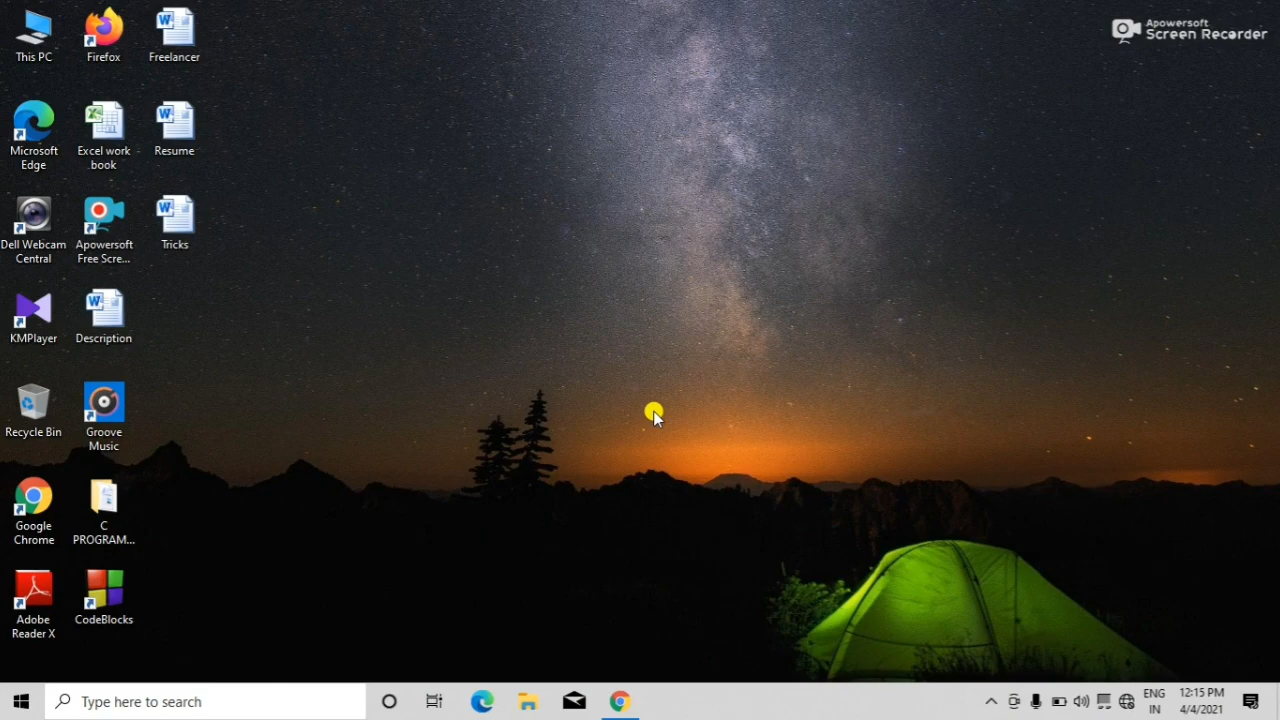 This PC
Firefox
Freelancer
Apowersoft
Screen Recorder
Microsoft
Edge
Excel work
book
Resume
Dell Webcam
Central
Apowersoft
Free Scre...
Tricks
KMPlayer
Description
Recycle Bin
Groove
Music
Google
Chrome
C
PROGRAM...
Adobe
Reader X
CodeBlocks
Type here to search
ENG
IN
12:15 PM
4/4/2021